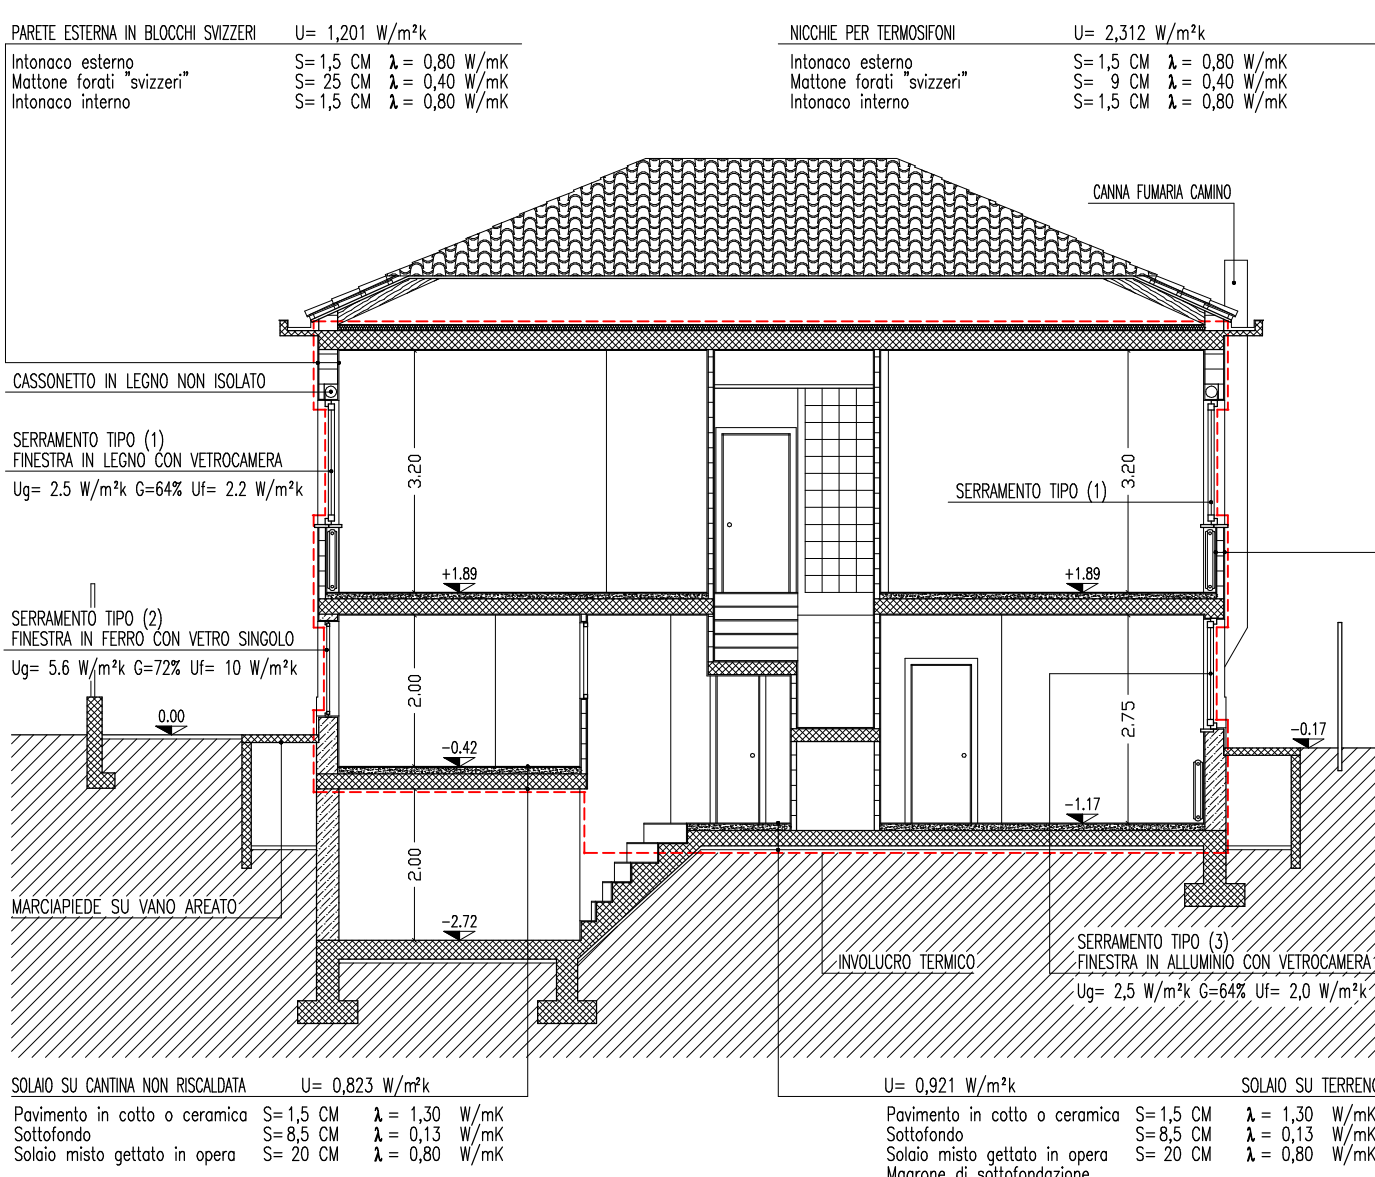 PARETE ESTERNA IN BLOCCHI SVIZZERI U= 1,201 W/m²k
Intonaco esterno S= 1,5 CM λ = 0,80 W/mK
Mattone forati "svizzeri" S= 25 CM λ = 0,40 W/mK
Intonaco interno S= 1,5 CM λ = 0,80 W/mK
NICCHIE PER TERMOSIFONI U= 2,312 W/m²k
Intonaco esterno S= 1,5 CM λ = 0,80 W/mK
Mattone forati "svizzeri" S= 9 CM λ = 0,40 W/mK
Intonaco interno S= 1,5 CM λ = 0,80 W/mK
CANNA FUMARIA CAMINO
CASSONETTO IN LEGNO NON ISOLATO
SERRAMENTO TIPO (1)
FINESTRA IN LEGNO CON VETROCAMERA
Ug= 2.5 W/m²k G=64% Uf= 2.2 W/m²k
3.20
3.20
SERRAMENTO TIPO (1)
+1.89
+1.89
SERRAMENTO TIPO (2)
FINESTRA IN FERRO CON VETRO SINGOLO
Ug= 5.6 W/m²k G=72% Uf= 10 W/m²k
2.00
2.75
0.00
-0.17
-0.42
-1.17
2.00
MARCIAPIEDE SU VANO AREATO
-2.72
INVOLUCRO TERMICO
SERRAMENTO TIPO (3)
FINESTRA IN ALLUMINIO CON VETROCAMERA
Ug= 2,5 W/m²k G=64% Uf= 2,0 W/m²k
SOLAIO SU CANTINA NON RISCALDATA U= 0,823 W/m²k
Pavimento in cotto o ceramica S= 1,5 CM λ = 1,30 W/mK
Sottofondo S= 8,5 CM λ = 0,13 W/mK
Solaio misto gettato in opera S= 20 CM λ = 0,80 W/mK
U= 0,921 W/m²k SOLAIO SU TERRENO
Pavimento in cotto o ceramica S= 1,5 CM λ = 1,30 W/mK
Sottofondo S= 8,5 CM λ = 0,13 W/mK
Solaio misto gettato in opera S= 20 CM λ = 0,80 W/mK
Magrone di sottofondazione